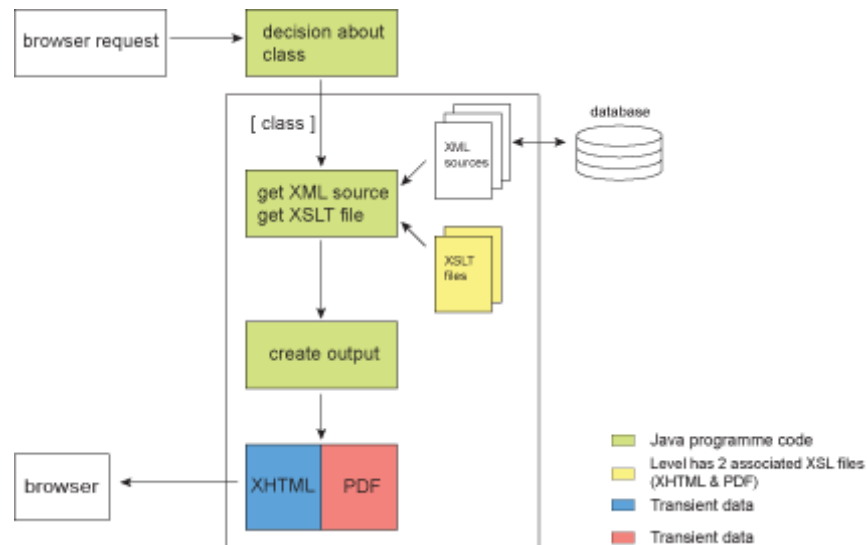 browser request
decision about
class
[ class ]
XML
sources
database
get XML source
get XSLT file
XSLT
files
create output
XHTML
PDF
browser
Java programme code
Level has 2 associated XSL files
(XHTML & PDF)
Transient data
Transient data